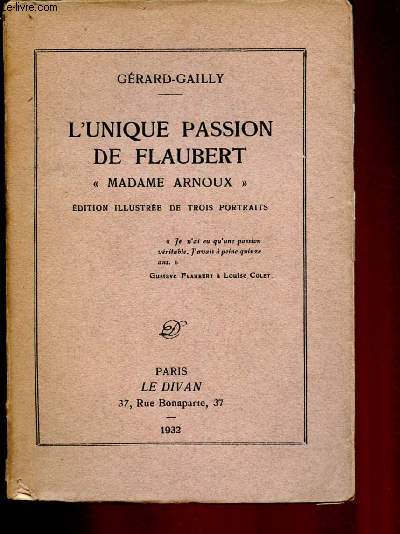 www.le-livre.com
GÉRARD-GAILLY
L'UNIQUE PASSION
DE FLAUBERT
« MADAME ARNOUX »
ÉDITION ILLUSTRÉE DE TROIS PORTRAITS
« Je n'ai eu qu'une passion
véritable. J'avais à peine quinze
ans. »
Gustave Flaubert à Louise Colet.
D
PARIS
LE DIVAN
37, Rue Bonaparte, 37
1932